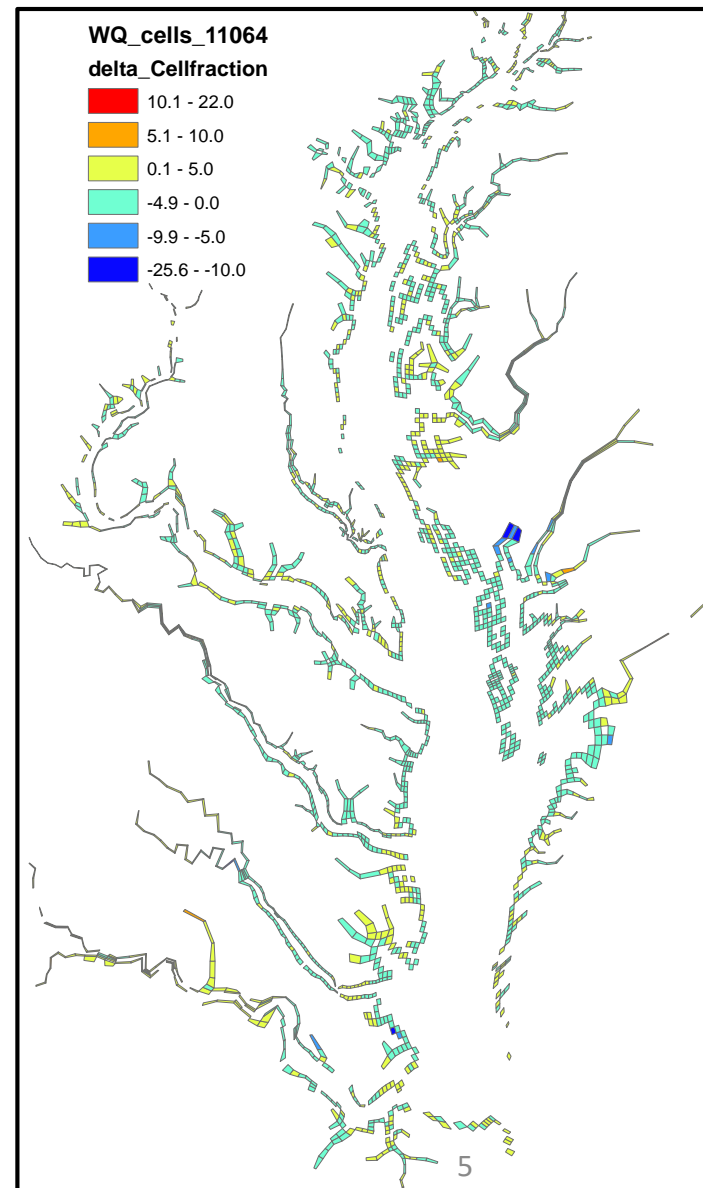 WQ_cells_11064
delta_Cellfraction
10.1 - 22.0
5.1 - 10.0
0.1 - 5.0
-4.9 - 0.0
-9.9 - -5.0
-25.6 - -10.0
5